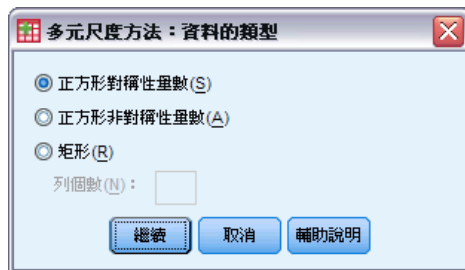 多元尺度方法：資料的類型
正方形對稱性量數(S)
正方形非對稱性量數(A)
矩形(R)
列個數(N)：
繼續 取消 輔助說明